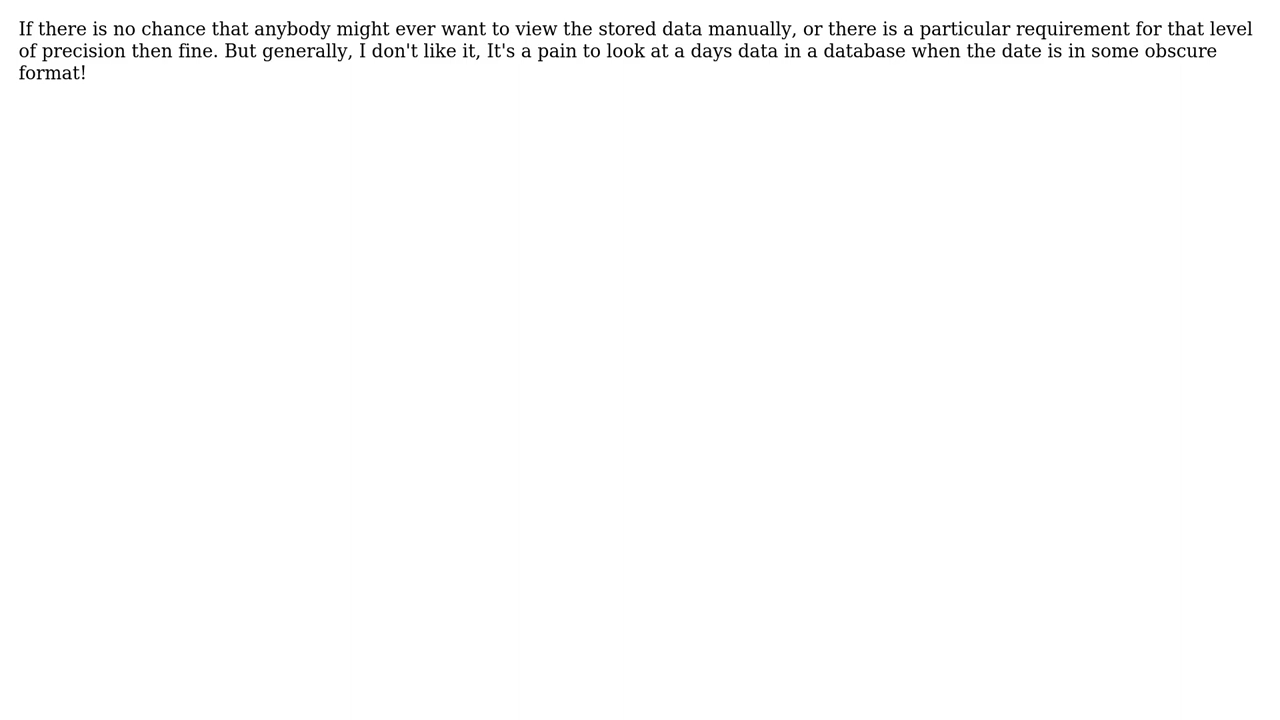 If there is no chance that anybody might ever want to view the stored data manually, or there is a particular requirement for that level
of precision then fine. But generally, I don't like it, It's a pain to look at a days data in a database when the date is in some obscure
format!